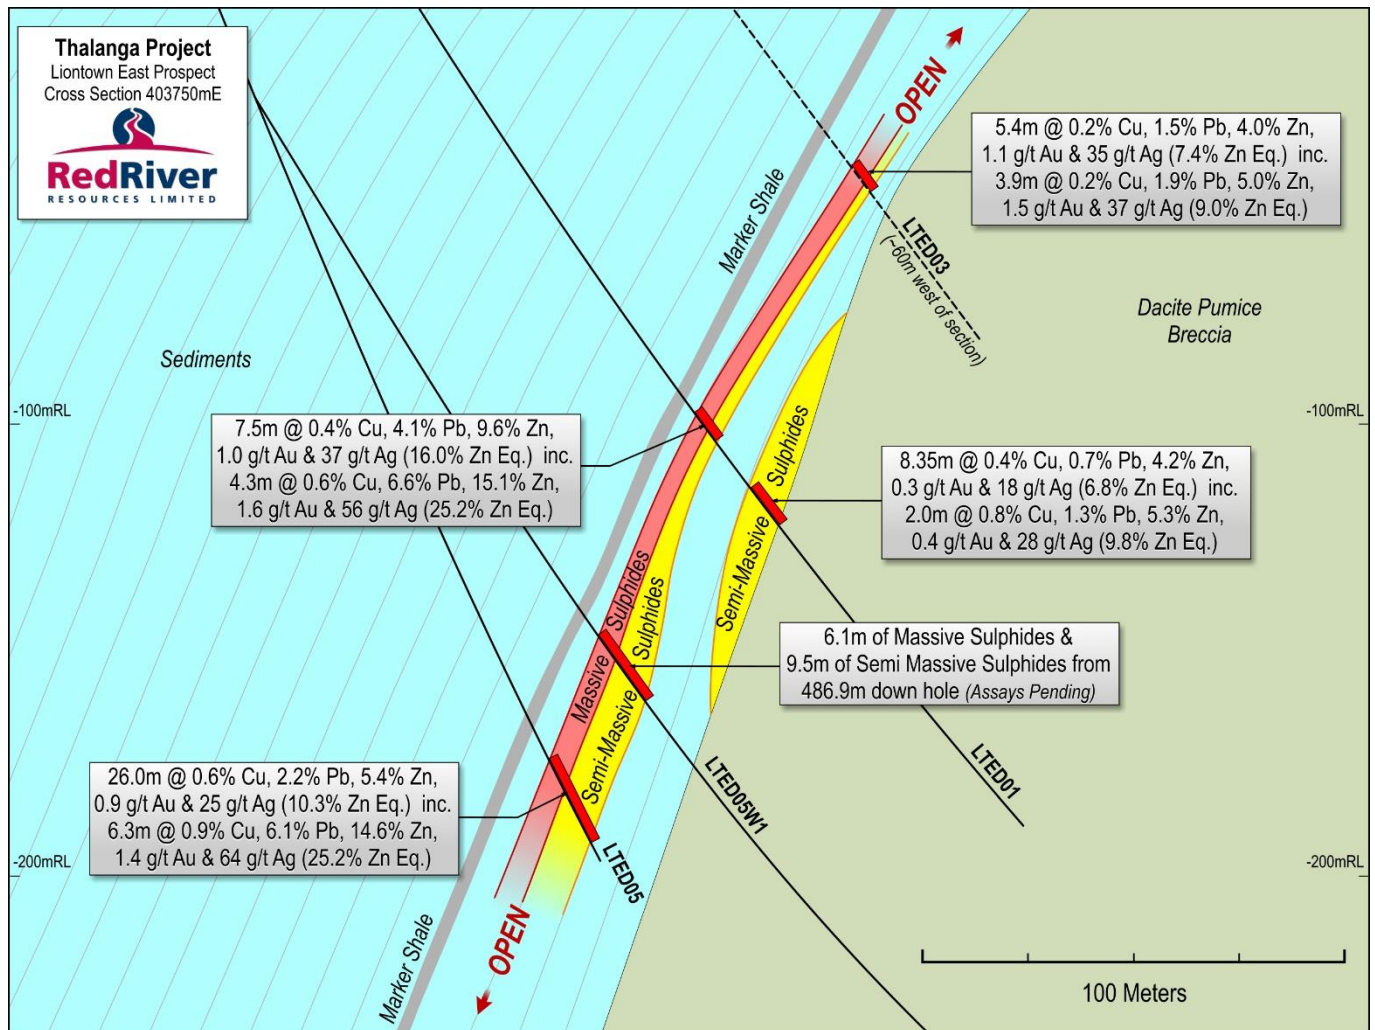 Thalanga Project
Liontown East Prospect
Cross Section 403750mE
RedRiver
RESOURCES LIMITED
OPEN
5.4m @ 0.2% Cu, 1.5% Pb, 4.0% Zn,
1.1 g/t Au & 35 g/t Ag (7.4% Zn Eq.) inc.
3.9m @ 0.2% Cu, 1.9% Pb, 5.0% Zn,
1.5 g/t Au & 37 g/t Ag (9.0% Zn Eq.)
Marker Shale
LTED03
(~60m west of section)
Dacite Pumice
Breccia
Sediments
-100mRL
-100mRL
7.5m @ 0.4% Cu, 4.1% Pb, 9.6% Zn,
1.0 g/t Au & 37 g/t Ag (16.0% Zn Eq.) inc.
4.3m @ 0.6% Cu, 6.6% Pb, 15.1% Zn,
1.6 g/t Au & 56 g/t Ag (25.2% Zn Eq.)
8.35m @ 0.4% Cu, 0.7% Pb, 4.2% Zn,
0.3 g/t Au & 18 g/t Ag (6.8% Zn Eq.) inc.
2.0m @ 0.8% Cu, 1.3% Pb, 5.3% Zn,
0.4 g/t Au & 28 g/t Ag (9.8% Zn Eq.)
Semi-Massive Sulphides
Massive Sulphides
Semi-Massive Sulphides
6.1m of Massive Sulphides &
9.5m of Semi Massive Sulphides from
486.9m down hole (Assays Pending)
26.0m @ 0.6% Cu, 2.2% Pb, 5.4% Zn,
0.9 g/t Au & 25 g/t Ag (10.3% Zn Eq.) inc.
6.3m @ 0.9% Cu, 6.1% Pb, 14.6% Zn,
1.4 g/t Au & 64 g/t Ag (25.2% Zn Eq.)
LTED05W1
LTED01
LTED05
-200mRL
-200mRL
OPEN
Marker Shale
100 Meters